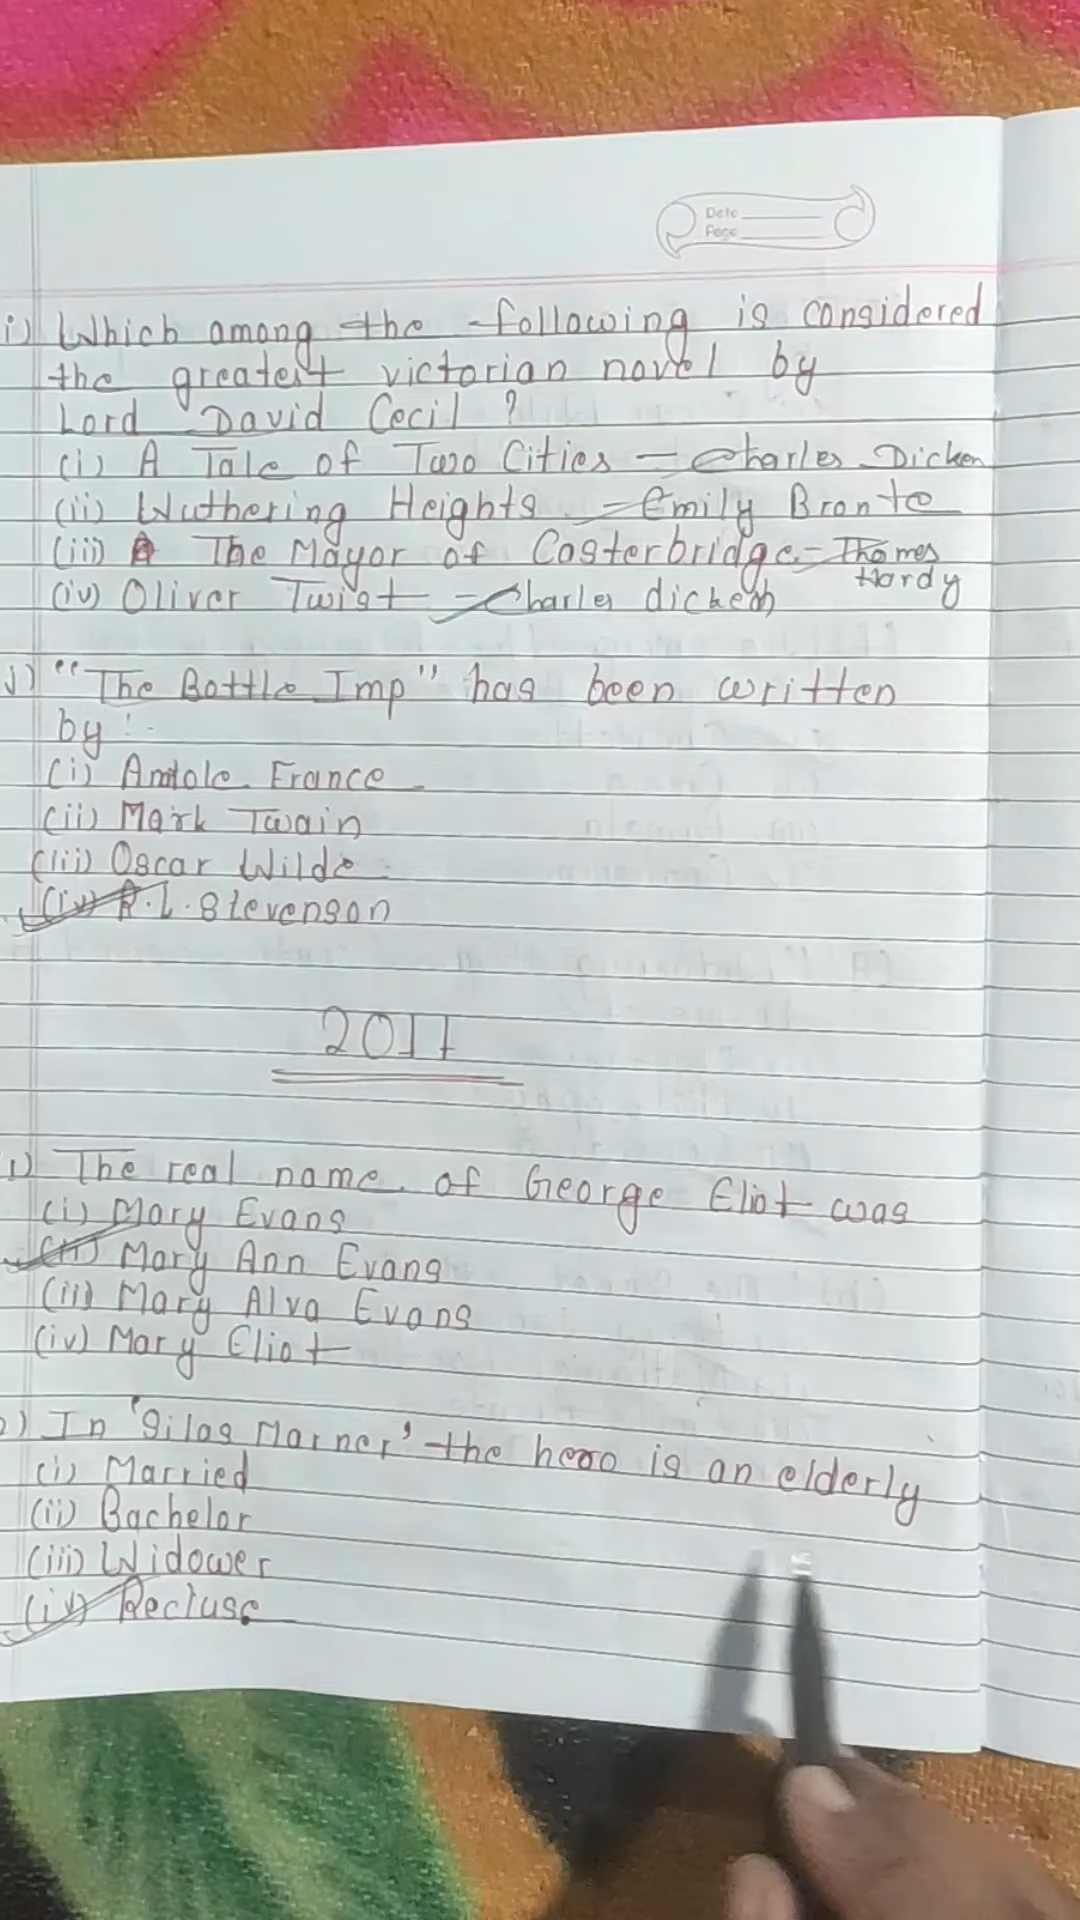 Date
Page
i) Which among the following is considered
the greatest victorian novel by
Lord David Cecil ?
(i) A Tale of Two Cities - Charles Dicken
(ii) Wuthering Heights - Emily Bronte
(iii) The Mayor of Casterbridge - Thomas
Hardy
(iv) Oliver Twist - Charles dickens
j) "The Bottle Imp" has been written
by :-
(i) Anatole France
(ii) Mark Twain
(iii) Oscar Wilde
(iv) R.L. Stevenson
2017
1) The real name of George Eliot was
(i) Mary Evans
(ii) Mary Ann Evans
(iii) Mary Alva Evans
(iv) Mary Eliot
2) In 'Silas Marner' the hero is an elderly
(i) Married
(ii) Bachelor
(iii) Widower
(iv) Recluse